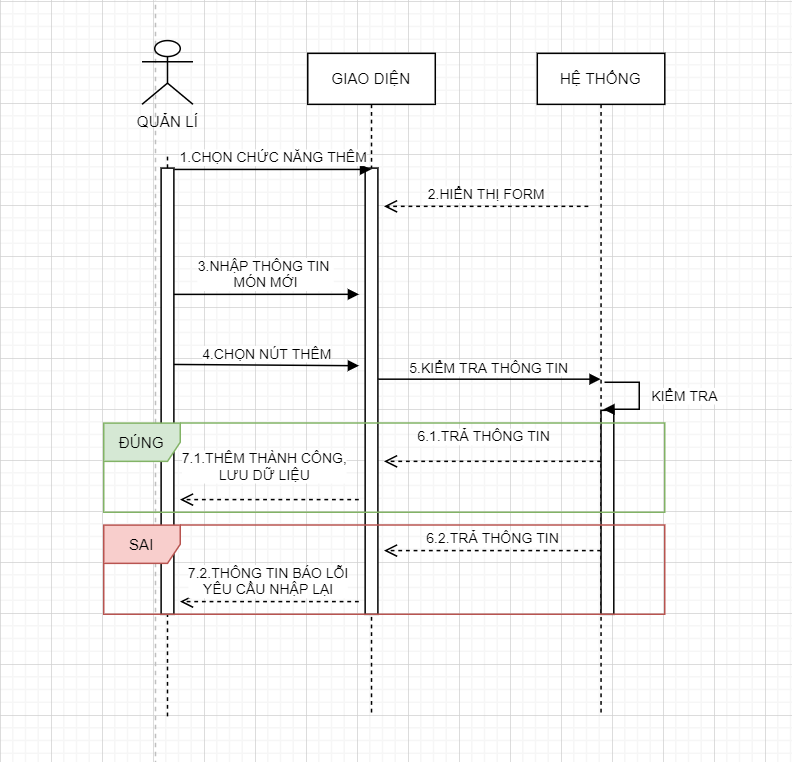 GIAO DIỆN
HỆ THỐNG
QUẢN LÍ
1.CHỌN CHỨC NĂNG THÊM
2.HIỂN THỊ FORM
3.NHẬP THÔNG TIN
MÓN MỚI
4.CHỌN NÚT THÊM
5.KIỂM TRA THÔNG TIN
KIỂM TRA
ĐÚNG
6.1.TRẢ THÔNG TIN
7.1.THÊM THÀNH CÔNG,
LƯU DỮ LIỆU
SAI
6.2.TRẢ THÔNG TIN
7.2.THÔNG TIN BÁO LỖI
YÊU CẦU NHẬP LẠI